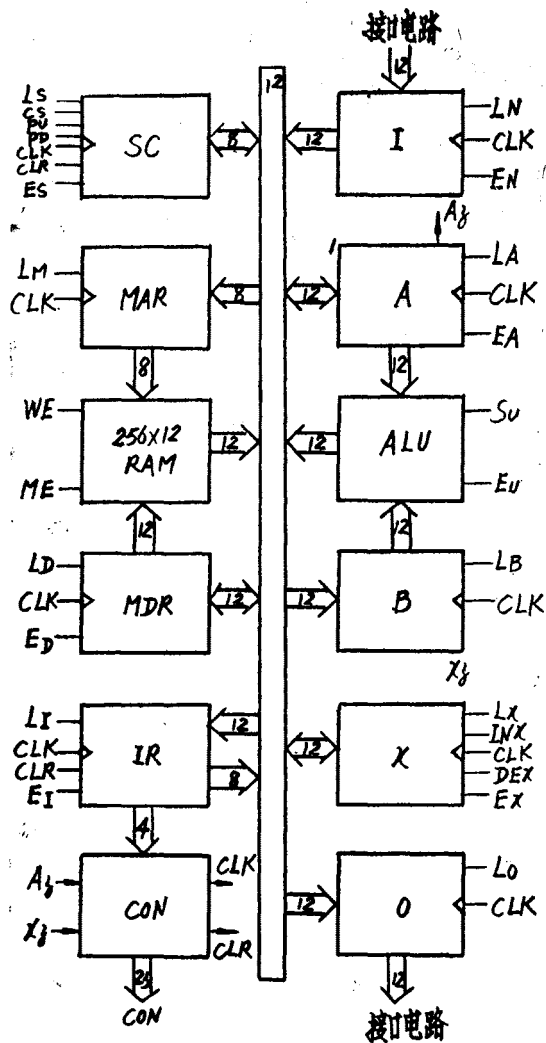 接口电路
12
12
LS
CS
PU
PD
CLK
CLR
ES
SC
8
12
I
LN
CLK
EN
Az
LM
CLK
MAR
8
12
A
LA
CLK
EA
8
12
WE
ME
256x12
RAM
12
12
ALU
SU
EU
12
12
LD
CLK
ED
MDR
12
12
B
LB
CLK
Xz
LI
CLK
CLR
EI
IR
12
8
12
X
LX
INX
CLK
DEX
EX
4
Az
Xz
CON
CLK
CLR
12
O
LO
CLK
CON
12
接口电路